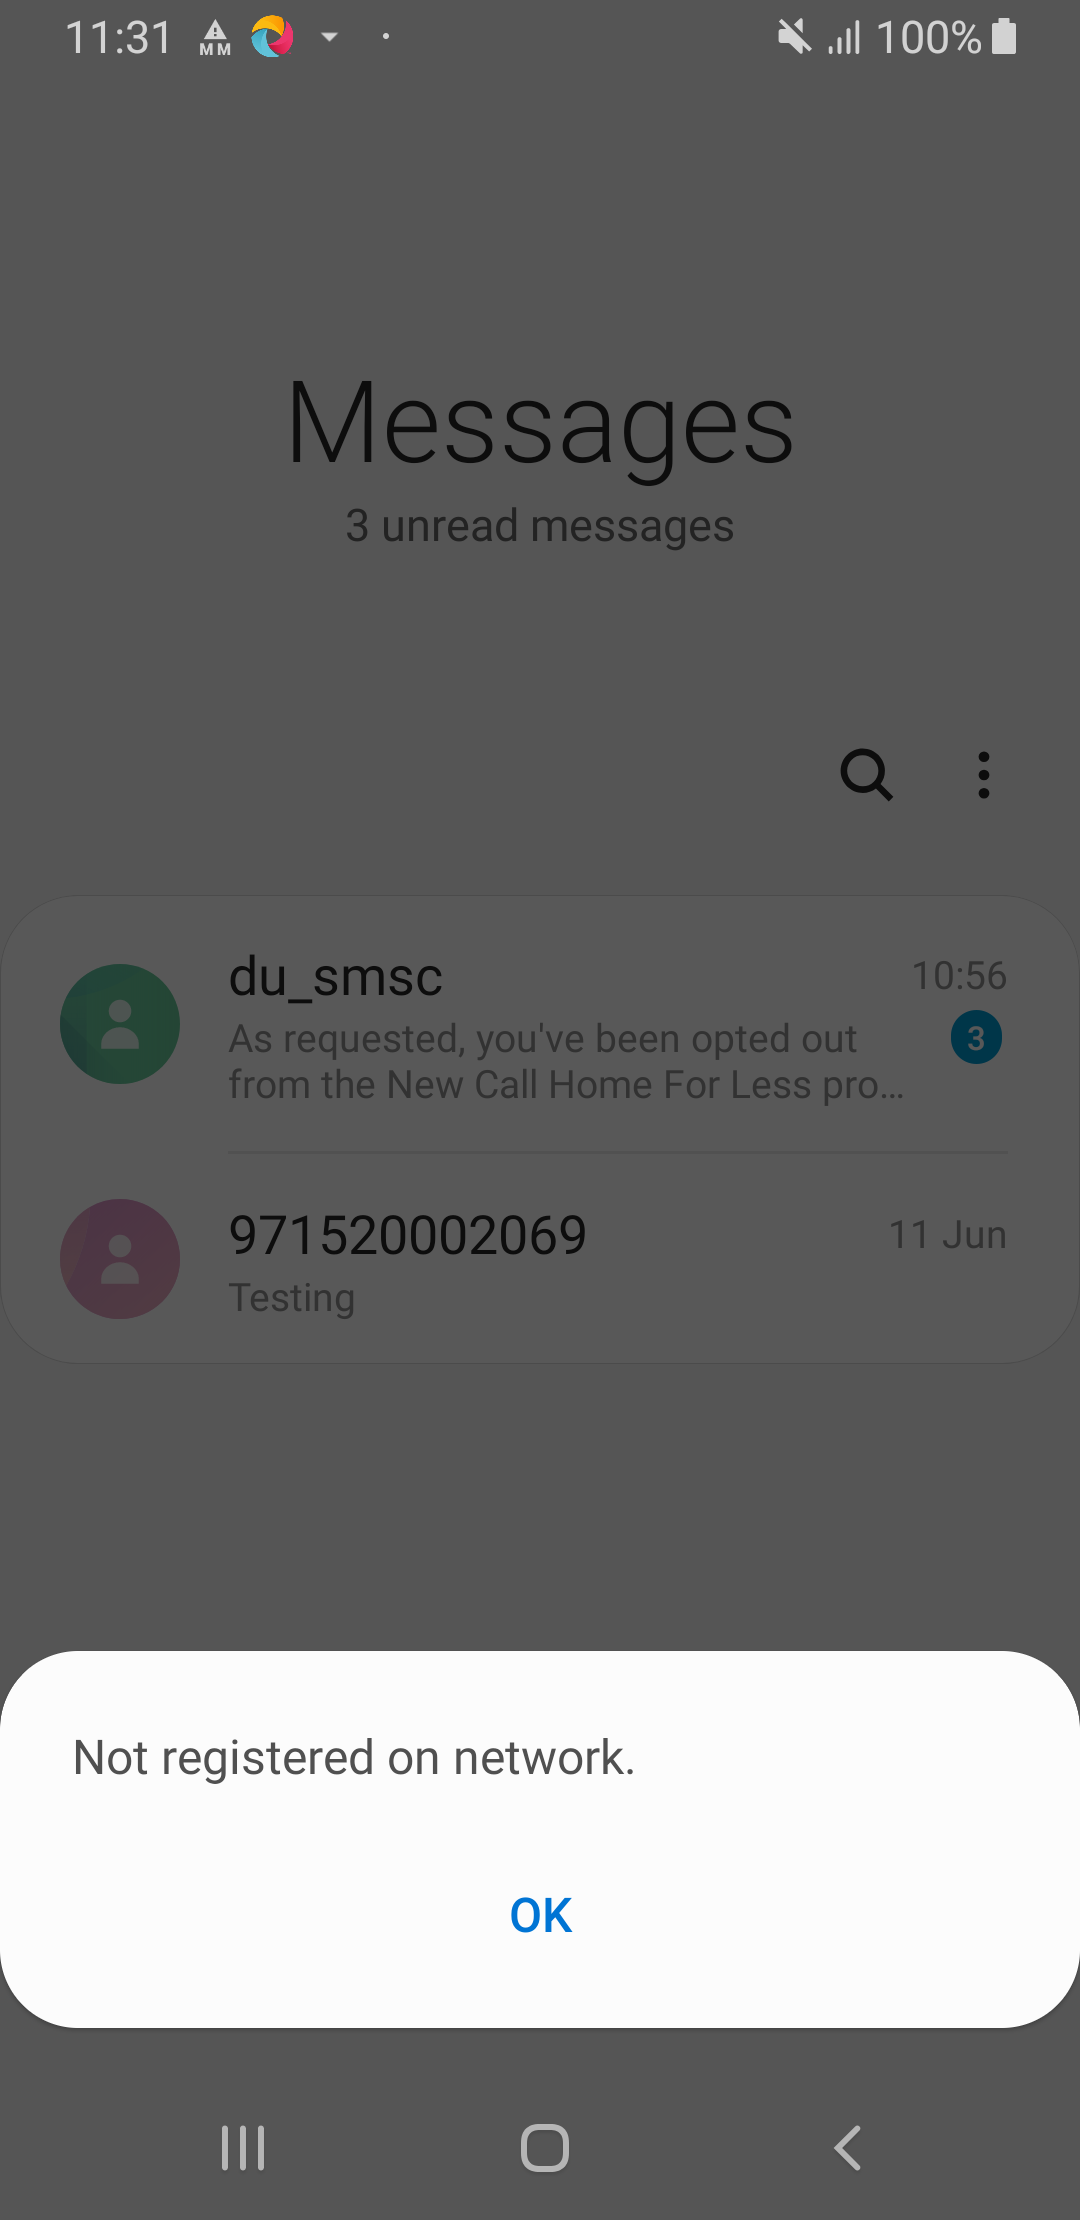 11:31
MM
100%
Messages
3 unread messages
du_smsc
10:56
As requested, you've been opted out
3
from the New Call Home For Less pro...
971520002069
11 Jun
Testing
Not registered on network.
OK